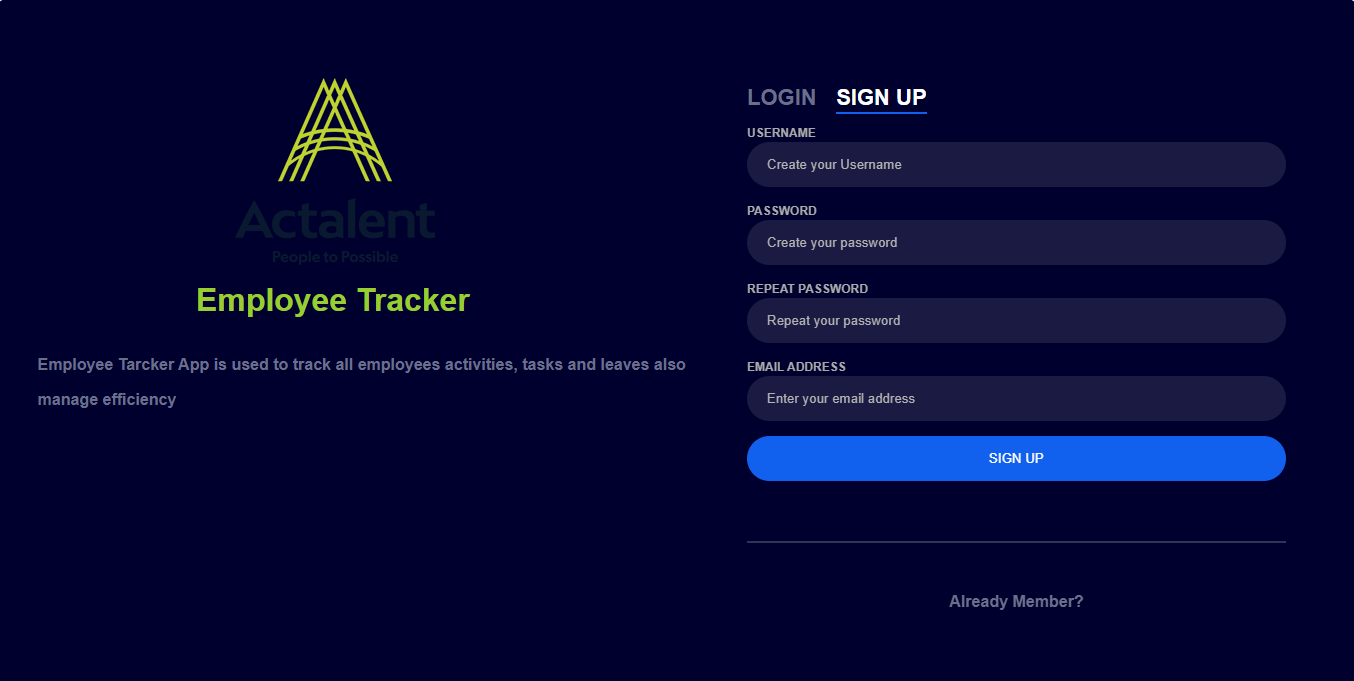 Actalent
People to Possible
Employee Tracker
Employee Tarcker App is used to track all employees activities, tasks and leaves also
manage efficiency
LOGIN SIGN UP
USERNAME
Create your Username
PASSWORD
Create your password
REPEAT PASSWORD
Repeat your password
EMAIL ADDRESS
Enter your email address
SIGN UP
Already Member?